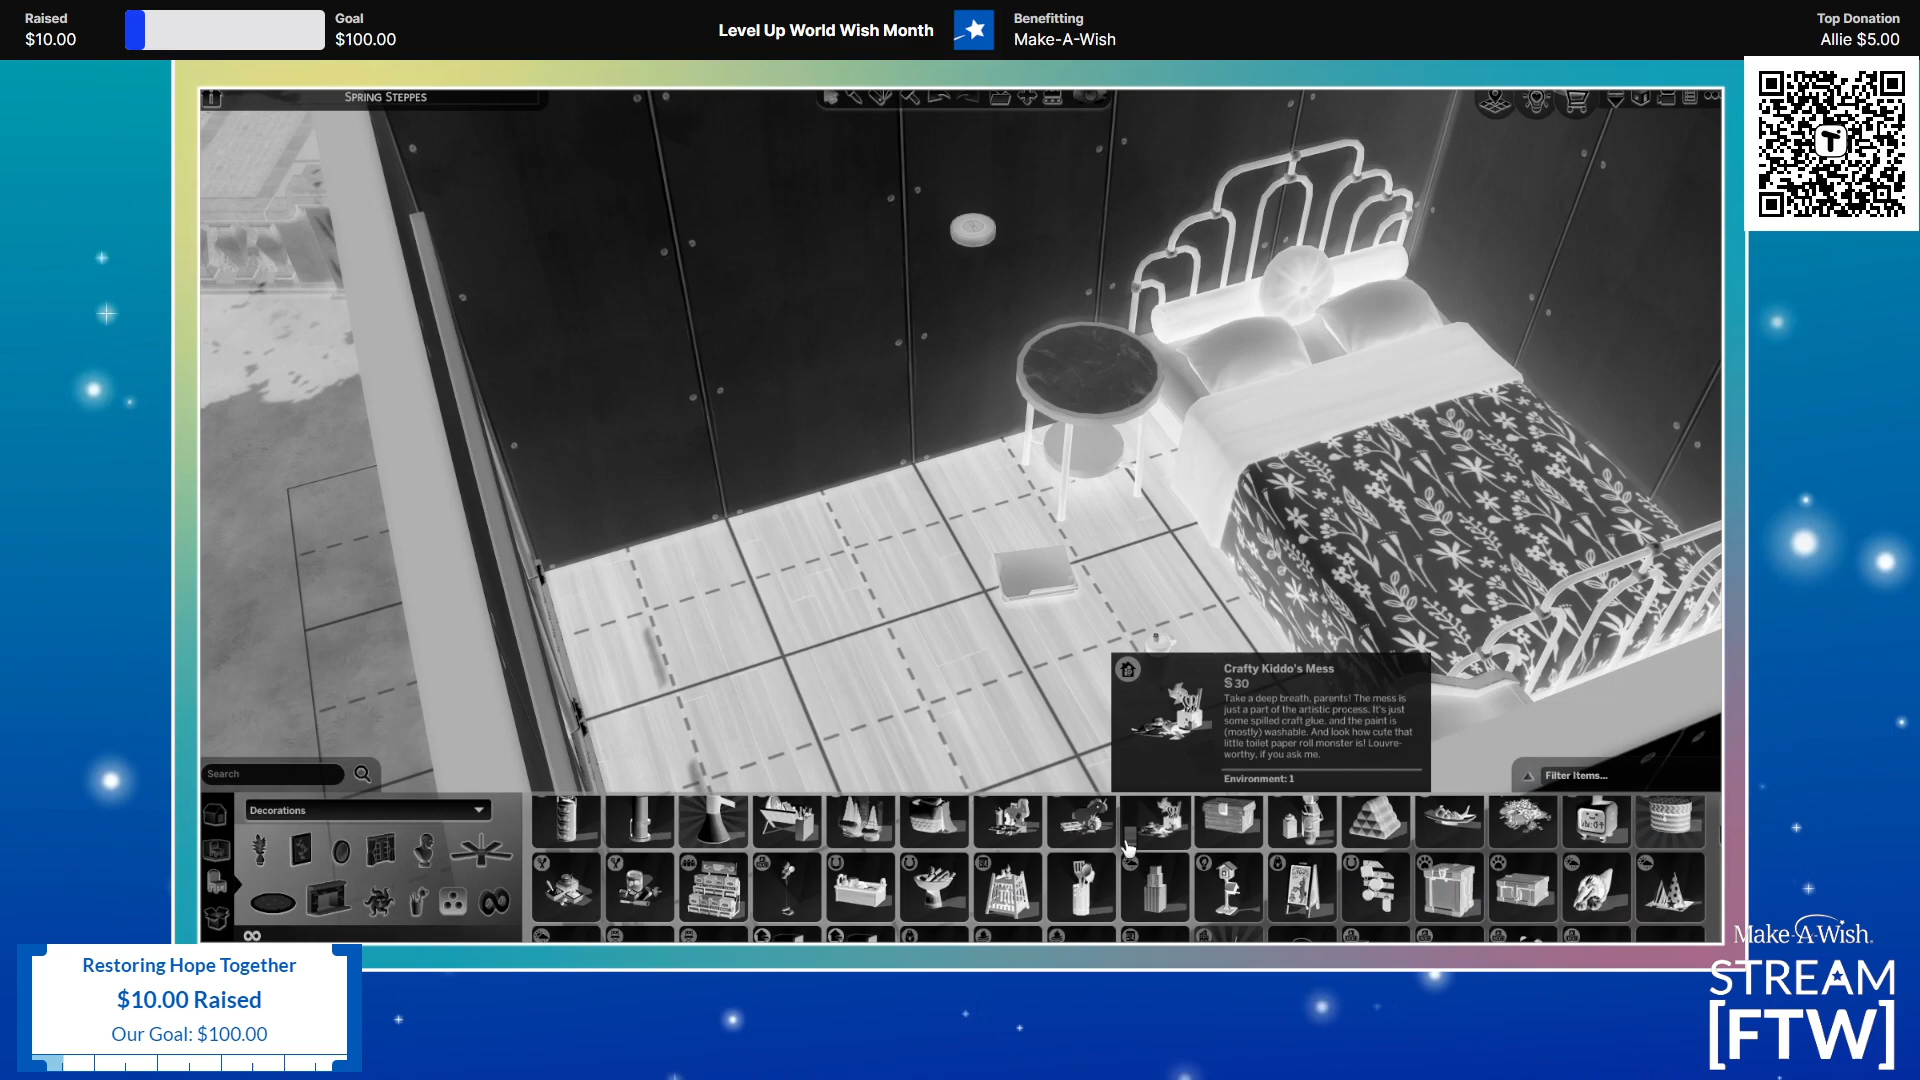 Raised
$10.00
Goal
$100.00
Level Up World Wish Month
Benefitting
Make-A-Wish
Top Donation
Allie $5.00
SPRING STEPPES
Crafty Kiddo's Mess
§30
Take a deep breath, parents! The mess is
just a part of the artistic process. It's just
some spilled craft glue, and the paint is
(mostly) washable. And look how cute that
little toilet paper roll monster is! Louvre-
worthy, if you ask me.
Environment: 1
Search
Filter Items...
Decorations
Restoring Hope Together
$10.00 Raised
Our Goal: $100.00
Make-A-Wish.
STREAM
[FTW]